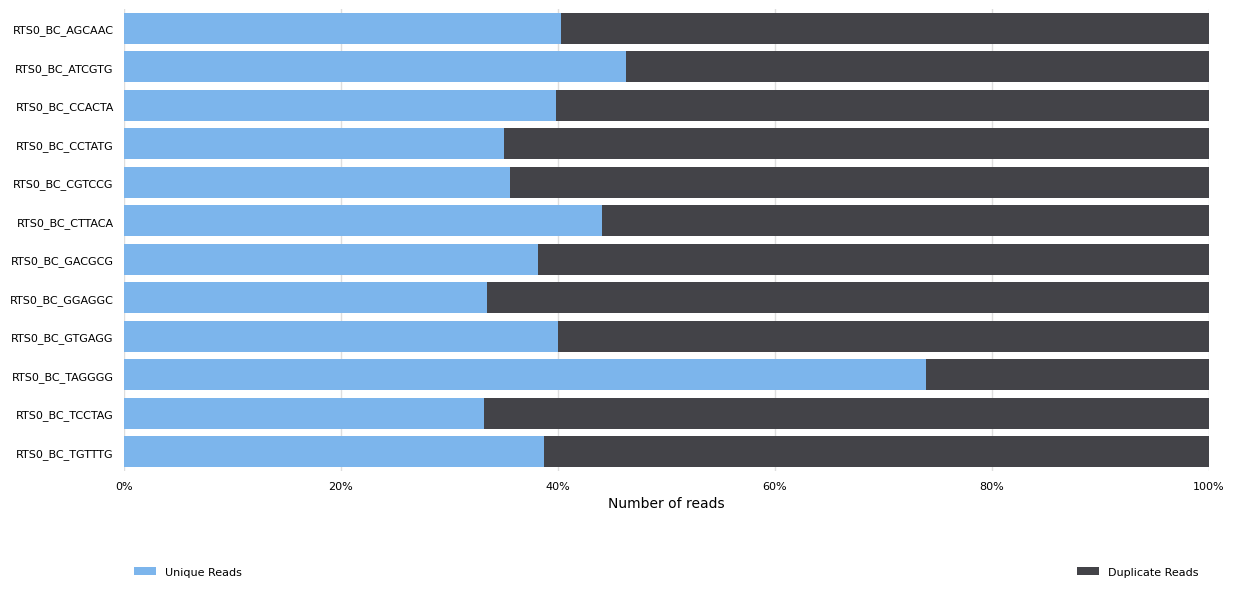 RTS0_BC_AGCAAC
RTS0_BC_ATCGTG
RTS0_BC_CCACTA
RTS0_BC_CCTATG
RTS0_BC_CGTCCG
RTS0_BC_CTTACA
RTS0_BC_GACGCG
RTS0_BC_GGAGGC
RTS0_BC_GTGAGG
RTS0_BC_TAGGGG
RTS0_BC_TCCTAG
RTS0_BC_TGTTTG
0% 20% 40% 60% 80% 100%
Number of reads
Unique Reads Duplicate Reads